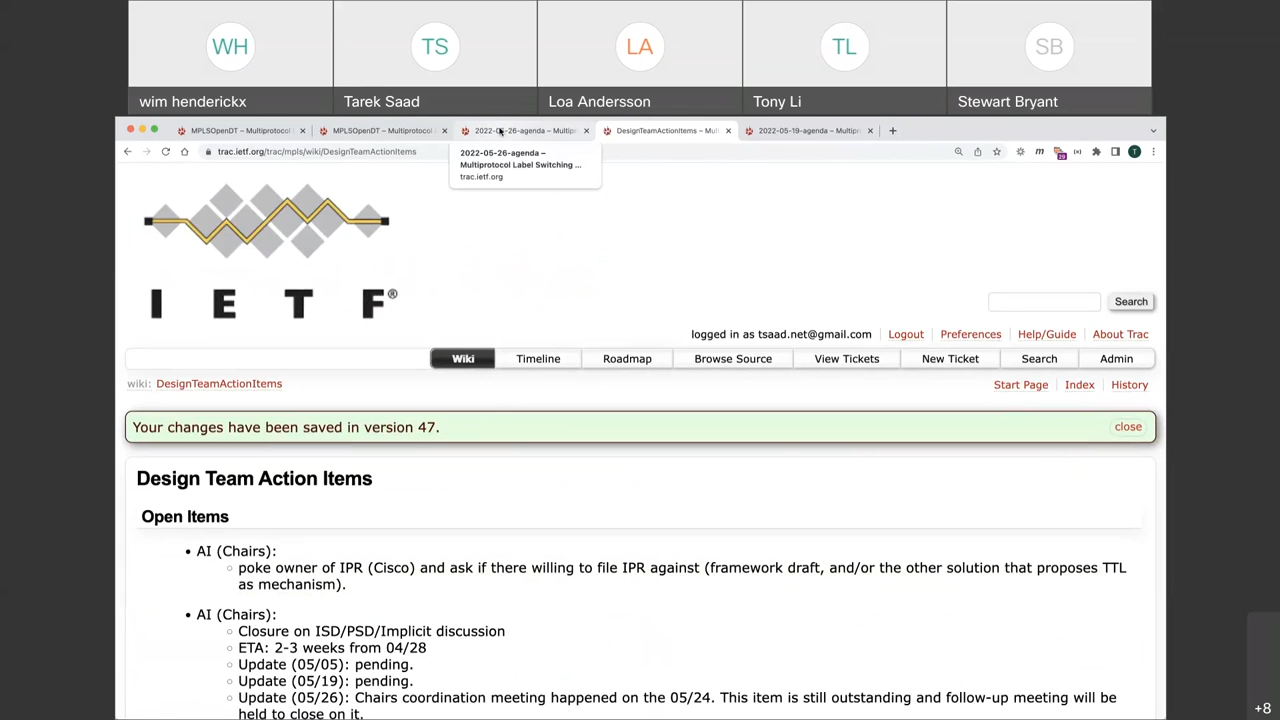 WH
TS
LA
TL
SB
wim henderickx
Tarek Saad
Loa Andersson
Tony Li
Stewart Bryant
MPLSOpenDT – Multiprotocol L
MPLSOpenDT – Multiprotocol L
2022-05-26-agenda – Multipr
DesignTeamActionItems – Mult
2022-05-19-agenda – Multipro
trac.ietf.org/trac/mpls/wiki/DesignTeamActionItems
2022-05-26-agenda –
Multiprotocol Label Switching ...
trac.ietf.org
I E T F®
Search
logged in as tsaad.net@gmail.com
Logout
Preferences
Help/Guide
About Trac
Wiki
Timeline
Roadmap
Browse Source
View Tickets
New Ticket
Search
Admin
wiki: DesignTeamActionItems
Start Page
Index
History
Your changes have been saved in version 47.
close
Design Team Action Items
Open Items
• AI (Chairs):
◦ poke owner of IPR (Cisco) and ask if there willing to file IPR against (framework draft, and/or the other solution that proposes TTL
as mechanism).
• AI (Chairs):
◦ Closure on ISD/PSD/Implicit discussion
◦ ETA: 2-3 weeks from 04/28
◦ Update (05/05): pending.
◦ Update (05/19): pending.
◦ Update (05/26): Chairs coordination meeting happened on the 05/24. This item is still outstanding and follow-up meeting will be
held to close on it.
+8